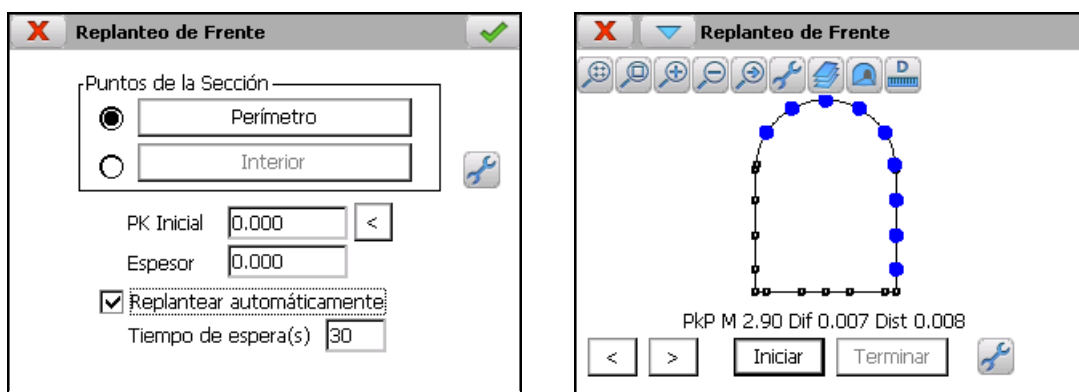 X Replanteo de Frente
Puntos de la Sección
Perímetro
Interior
PK Inicial 0.000 <
Espesor 0.000
Replantear automáticamente
Tiempo de espera(s) 30
X Replanteo de Frente
D
PkP M 2.90 Dif 0.007 Dist 0.008
< > Iniciar Terminar